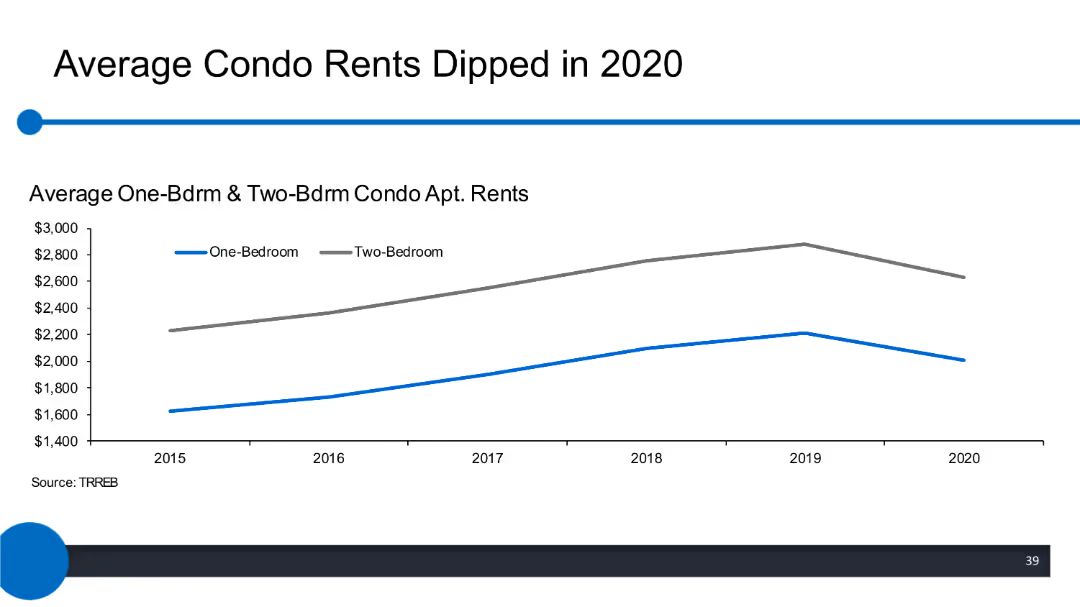 Average Condo Rents Dipped in 2020
Average One-Bdrm & Two-Bdrm Condo Apt. Rents
$3,000
One-Bedroom Two-Bedroom
$2,800
$2,600
$2,400
$2,200
$2,000
$1,800
$1,600
$1,400
2015 2016 2017 2018 2019 2020
Source: TRREB
39